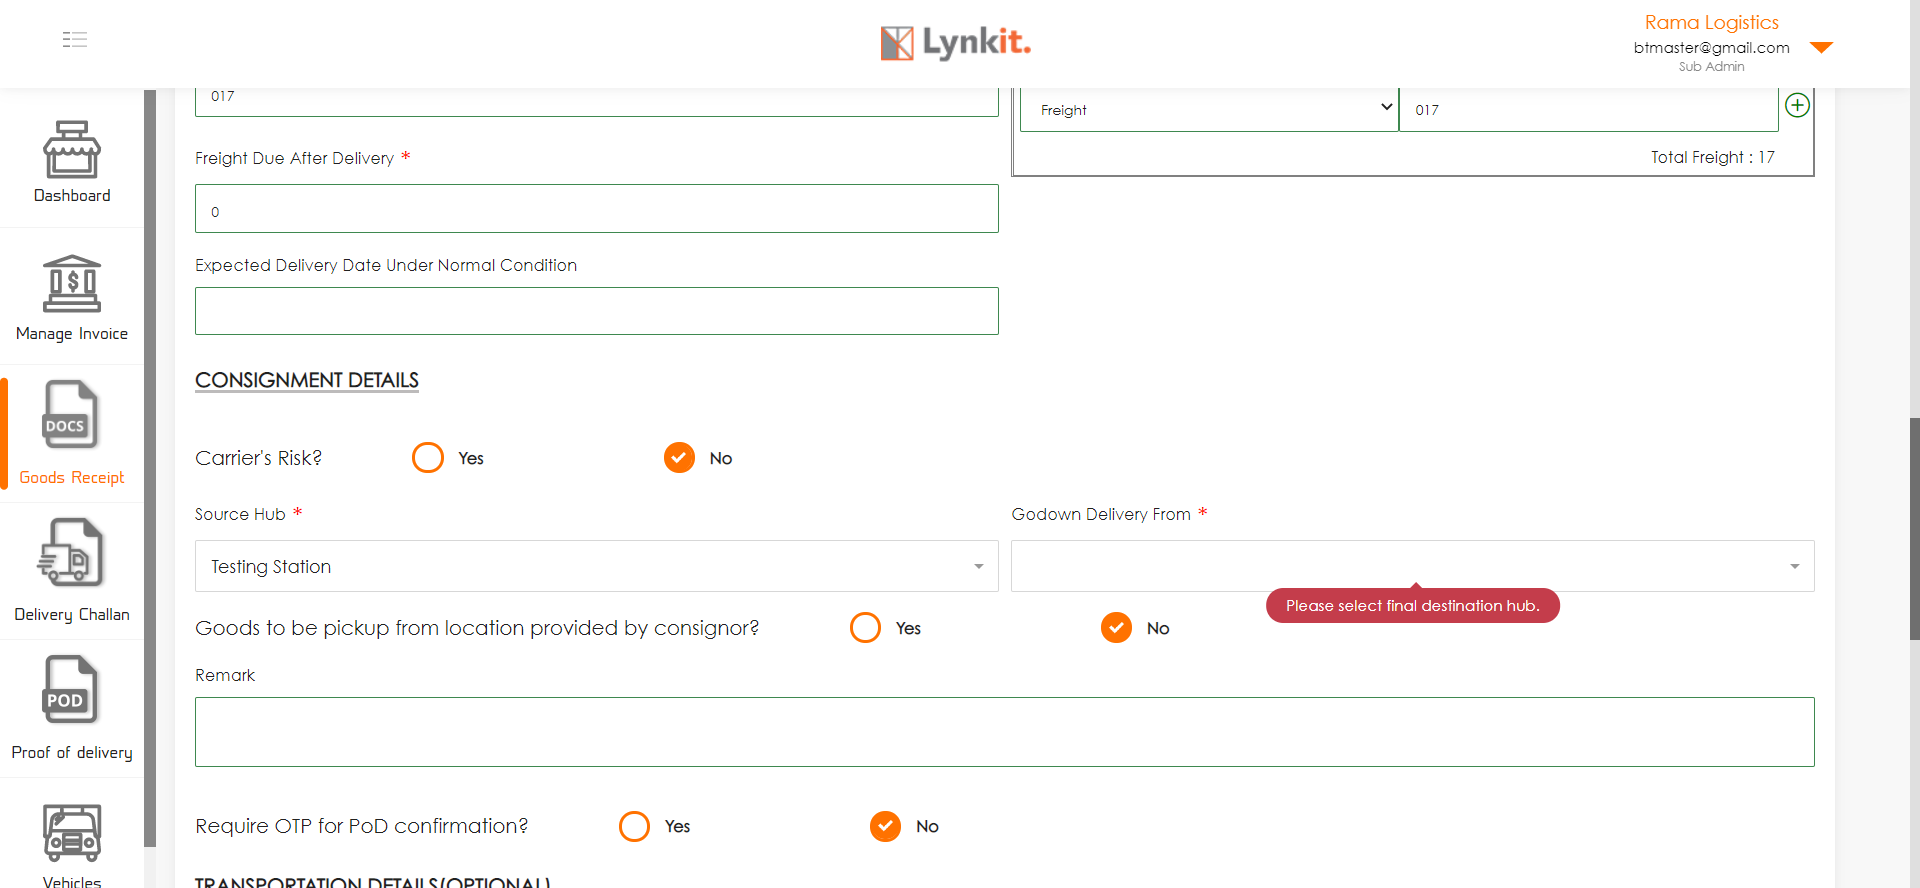 Lynkit.
Rama Logistics
btmaster@gmail.com
Sub Admin
Dashboard
Manage Invoice
DOCS
Goods Receipt
Delivery Challan
POD
Proof of delivery
Vehicles
017
Freight
017
Total Freight : 17
Freight Due After Delivery *
0
Expected Delivery Date Under Normal Condition
CONSIGNMENT DETAILS
Carrier's Risk?
Yes
No
Source Hub *
Godown Delivery From *
Testing Station
Please select final destination hub.
Goods to be pickup from location provided by consignor?
Yes
No
Remark
Require OTP for PoD confirmation?
Yes
No
TRANSPORTATION DETAILS(OPTIONAL)